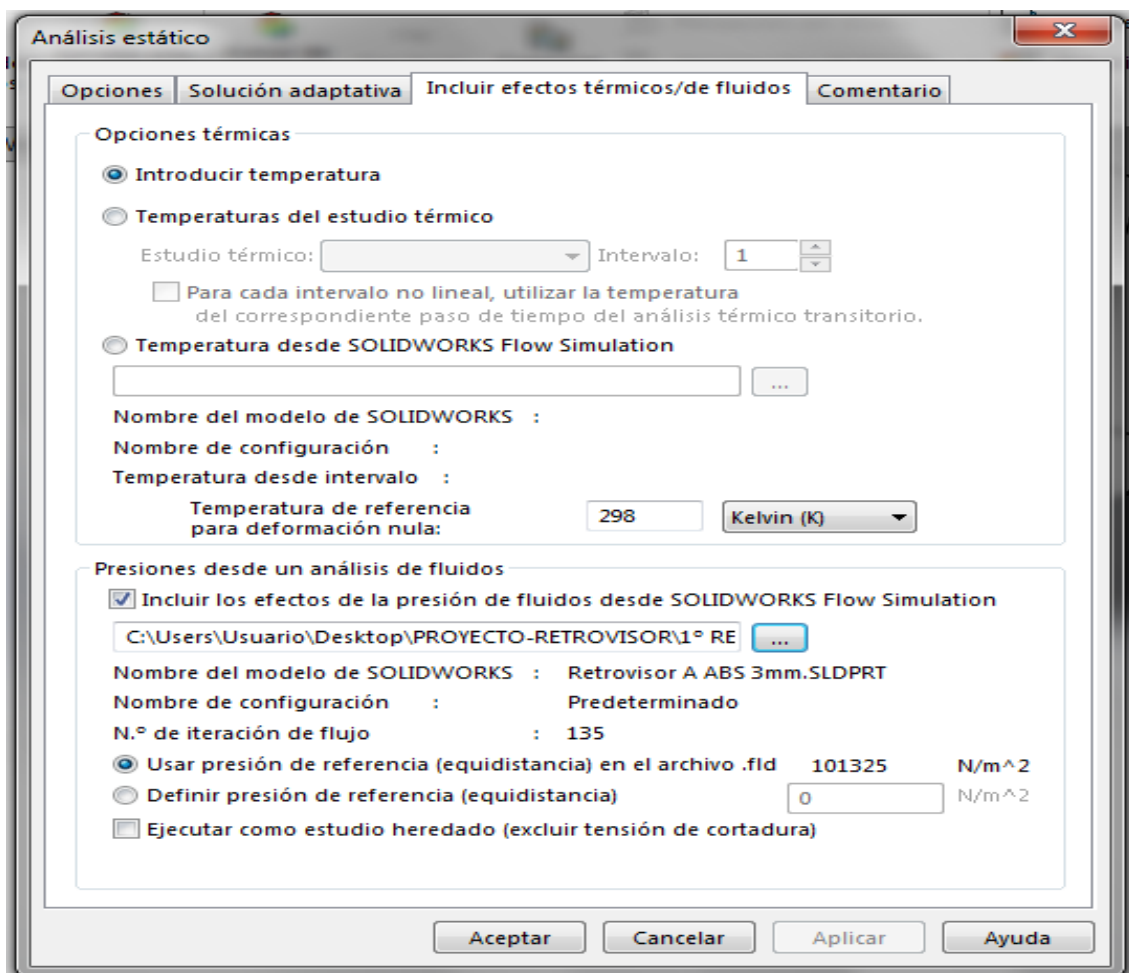 Análisis estático
Opciones Solución adaptativa Incluir efectos térmicos/de fluidos Comentario
Opciones térmicas
Introducir temperatura
Temperaturas del estudio térmico
Estudio térmico: Intervalo: 1
Para cada intervalo no lineal, utilizar la temperatura
del correspondiente paso de tiempo del análisis térmico transitorio.
Temperatura desde SOLIDWORKS Flow Simulation
...
Nombre del modelo de SOLIDWORKS :
Nombre de configuración :
Temperatura desde intervalo :
Temperatura de referencia
para deformación nula: 298 Kelvin (K)
Presiones desde un análisis de fluidos
Incluir los efectos de la presión de fluidos desde SOLIDWORKS Flow Simulation
C:\Users\Usuario\Desktop\PROYECTO-RETROVISOR\1º RE ...
Nombre del modelo de SOLIDWORKS : Retrovisor A ABS 3mm.SLDPRT
Nombre de configuración : Predeterminado
N.º de iteración de flujo : 135
Usar presión de referencia (equidistancia) en el archivo .fld 101325 N/m^2
Definir presión de referencia (equidistancia) 0 N/m^2
Ejecutar como estudio heredado (excluir tensión de cortadura)
Aceptar Cancelar Aplicar Ayuda